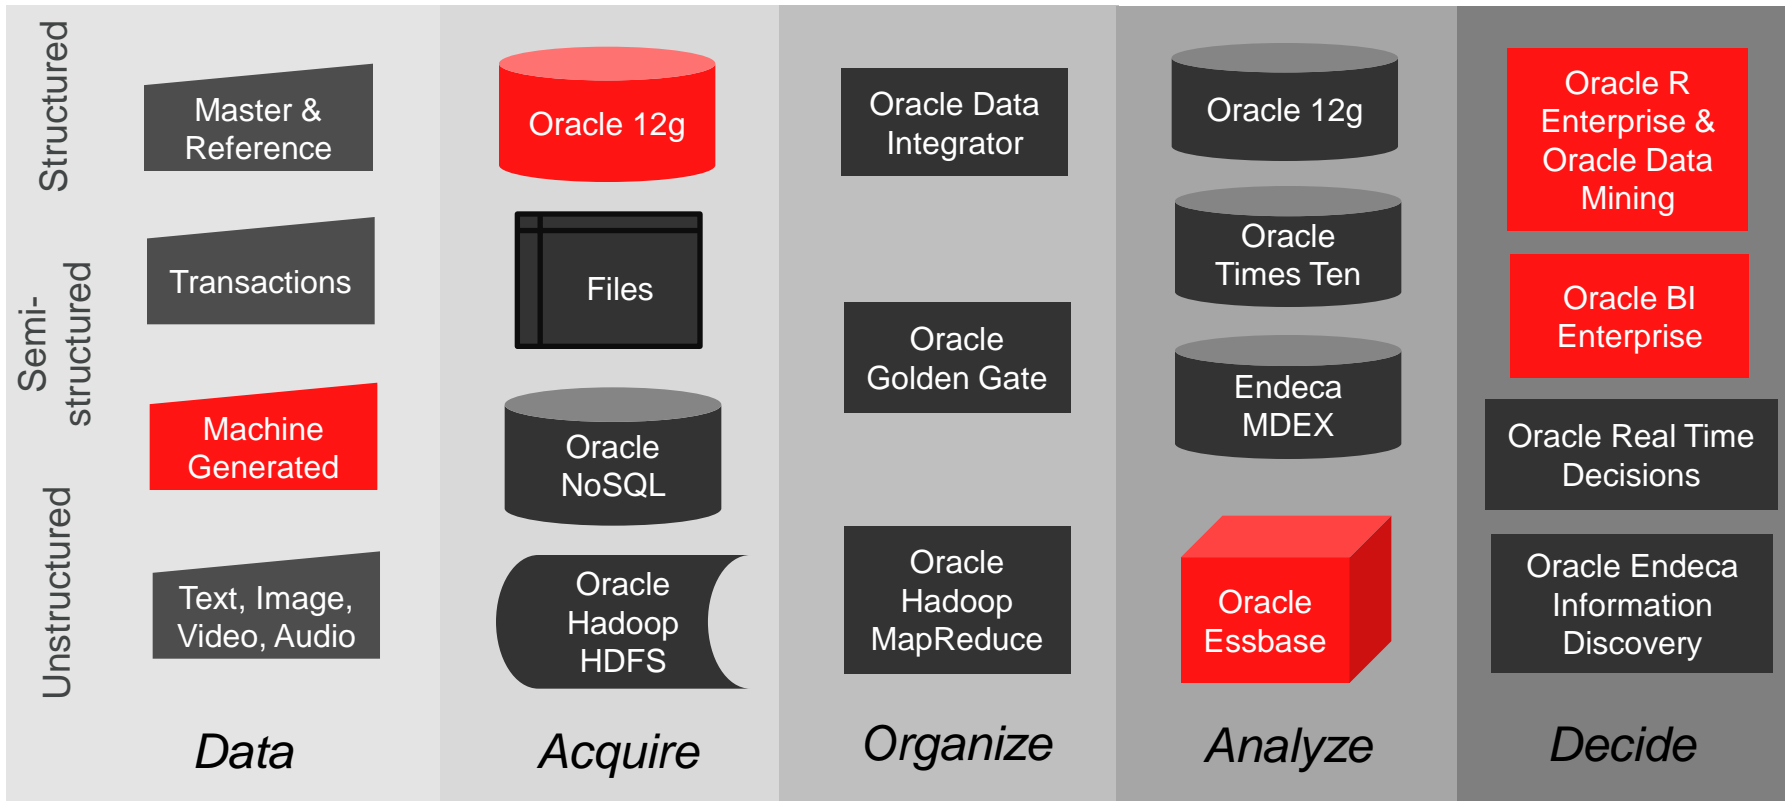 Structured
Semi-
structured
Unstructured
Master &
Reference
Transactions
Machine
Generated
Text, Image,
Video, Audio
Data
Oracle 12g
Files
Oracle
NoSQL
Oracle
Hadoop
HDFS
Acquire
Oracle Data
Integrator
Oracle
Golden Gate
Oracle
Hadoop
MapReduce
Organize
Oracle 12g
Oracle
Times Ten
Endeca
MDEX
Oracle
Essbase
Analyze
Oracle R
Enterprise &
Oracle Data
Mining
Oracle BI
Enterprise
Oracle Real Time
Decisions
Oracle Endeca
Information
Discovery
Decide